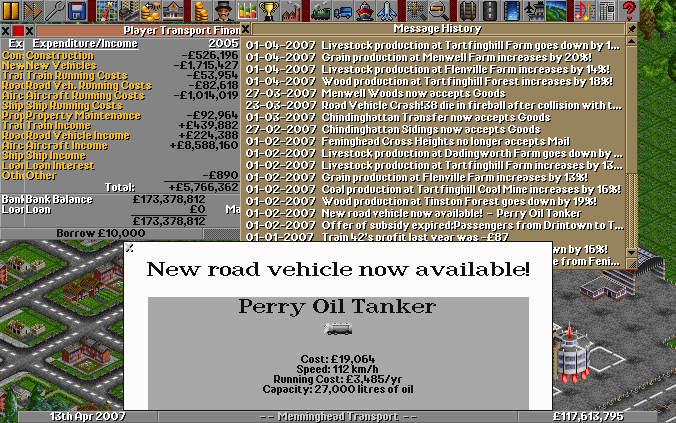 Player Transport Finan
Message History
Ex Expenditure/Income 2005
Con Construction -£526,196
New New Vehicles -£1,715,427
Trai Train Running Costs -£53,954
Road Road Veh. Running Costs -£82,618
Airc Aircraft Running Costs -£1,014,019
Ship Ship Running Costs
Prop Property Maintenance -£92,964
Trai Train Income +£439,882
Road Road Vehicle Income +£224,388
Airc Aircraft Income +£8,588,160
Ship Ship Income
Loan Loan Interest
Oth Other -£890
Total: +£5,766,362
Bank Bank Balance £173,378,812
Loan Loan £0 Ma
£173,378,812
Borrow £10,000
01-04-2007 Livestock production at Tartfinghill Farm goes down by 1...
01-04-2007 Grain production at Menwell Farm increases by 20%!
01-04-2007 Livestock production at Flenville Farm increases by 14%!
01-04-2007 Wood production at Tartfinghill Forest increases by 18%!
27-03-2007 Menwell Woods now accepts Goods
23-03-2007 Road Vehicle Crash!38 die in fireball after collision with t...
01-03-2007 Chindinghattan Transfer now accepts Goods
27-02-2007 Chindinghattan Sidings now accepts Goods
01-02-2007 Feninghead Cross Heights no longer accepts Mail
01-02-2007 Livestock production at Dadingworth Farm goes down by ...
01-02-2007 Livestock production at Tartfinghill Farm increases by 13...
01-02-2007 Grain production at Flenville Farm increases by 13%!
01-02-2007 Coal production at Tartfinghill Coal Mine increases by 16%!
01-02-2007 Wood production at Tinston Forest goes down by 19%!
01-02-2007 New road vehicle now available! - Perry Oil Tanker
01-02-2007 Offer of subsidy expired:Passengers from Drintown to T...
01-01-2007 Train 42's profit last year was -£87
own by 16%!
e from Feni...
New road vehicle now available!
Perry Oil Tanker
Cost: £19,064
Speed: 112 km/h
Running Cost: £3,485/yr
Capacity: 27,000 litres of oil
13th Apr 2007
-- Menninghead Transport --
£117,613,795